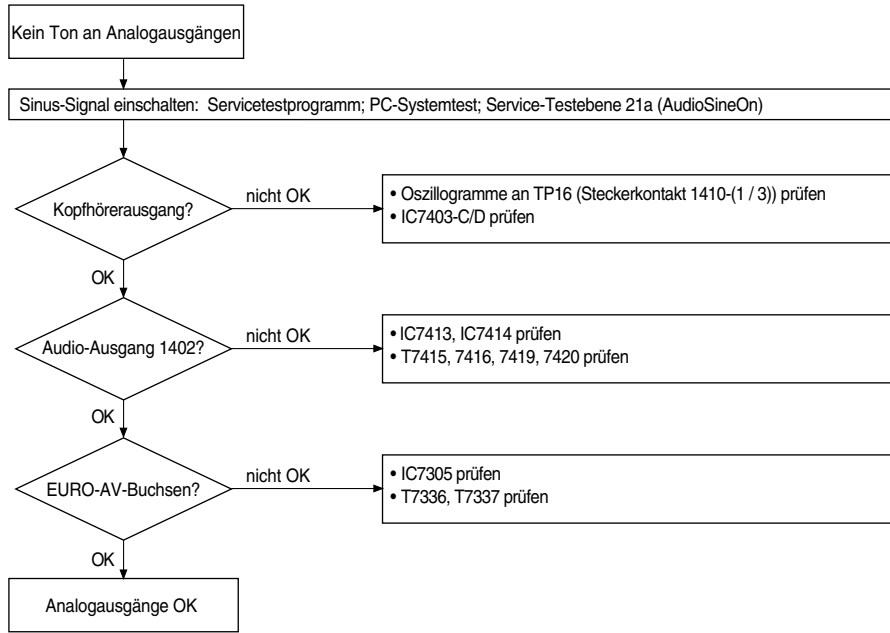 Kein Ton an Analogausgängen
Sinus-Signal einschalten: Servicetestprogramm; PC-Systemtest; Service-Testebene 21a (AudioSineOn)
Kopfhörerausgang?
nicht OK
• Oszillogramme an TP16 (Steckerkontakt 1410-(1 / 3)) prüfen
• IC7403-C/D prüfen
OK
Audio-Ausgang 1402?
nicht OK
• IC7413, IC7414 prüfen
• T7415, 7416, 7419, 7420 prüfen
OK
EURO-AV-Buchsen?
nicht OK
• IC7305 prüfen
• T7336, T7337 prüfen
OK
Analogausgänge OK